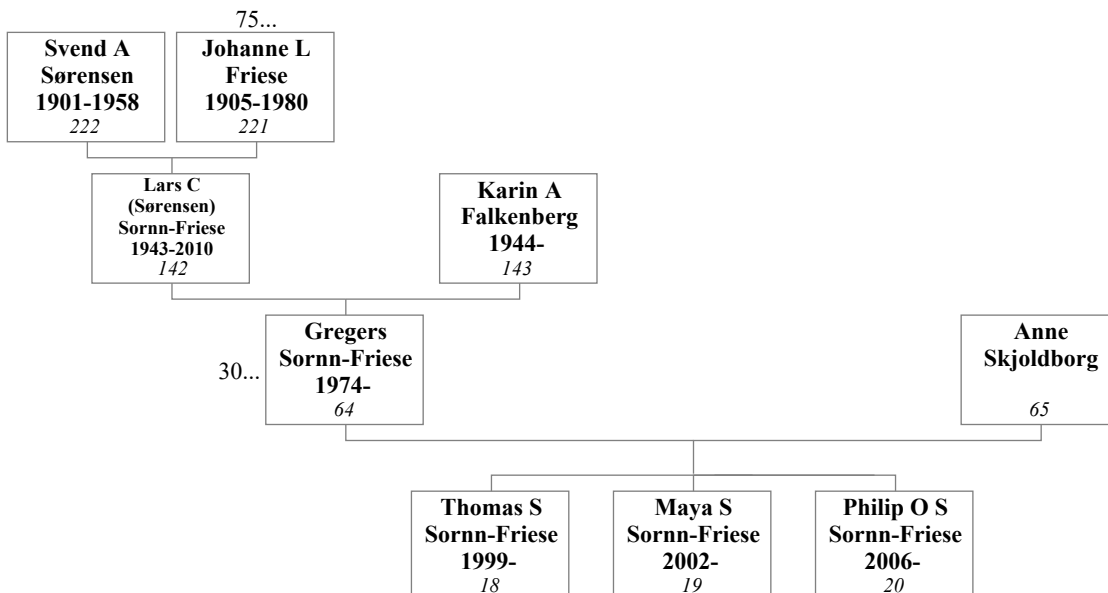 75...
Svend A
Sørensen
1901-1958
222
Johanne L
Friese
1905-1980
221
Lars C
(Sørensen)
Sornn-Friese
1943-2010
142
Karin A
Falkenberg
1944-
143
30...
Gregers
Sornn-Friese
1974-
64
Anne
Skjoldborg
65
Thomas S
Sornn-Friese
1999-
18
Maya S
Sornn-Friese
2002-
19
Philip O S
Sornn-Friese
2006-
20